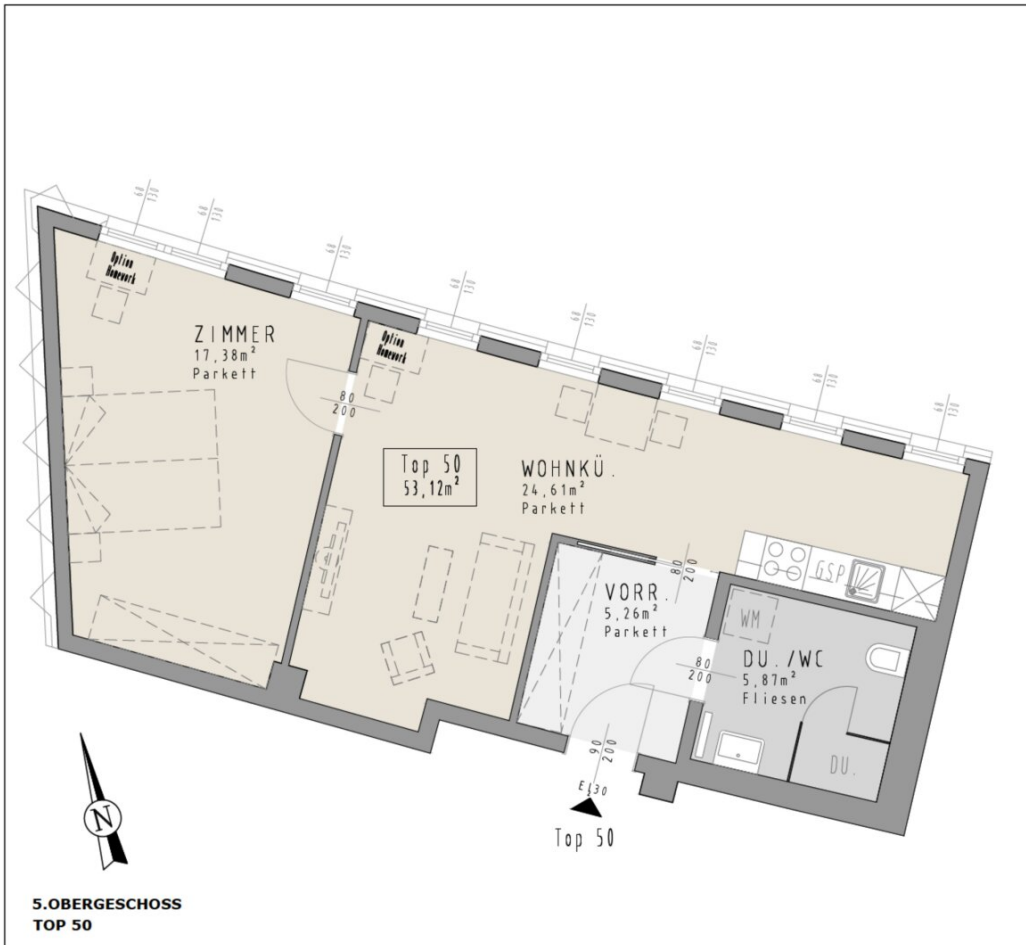 Option
Homework
ZIMMER
17,38m²
Parkett
Option
Homework
80
200
Top 50
53,12m²
WOHNKÜ.
24,61m²
Parkett
80
200
GSP
VORR.
5,26m²
Parkett
WM
80
200
DU./WC
5,87m²
Fliesen
DU.
90
200
Top 50
N
5.OBERGESCHOSS
TOP 50